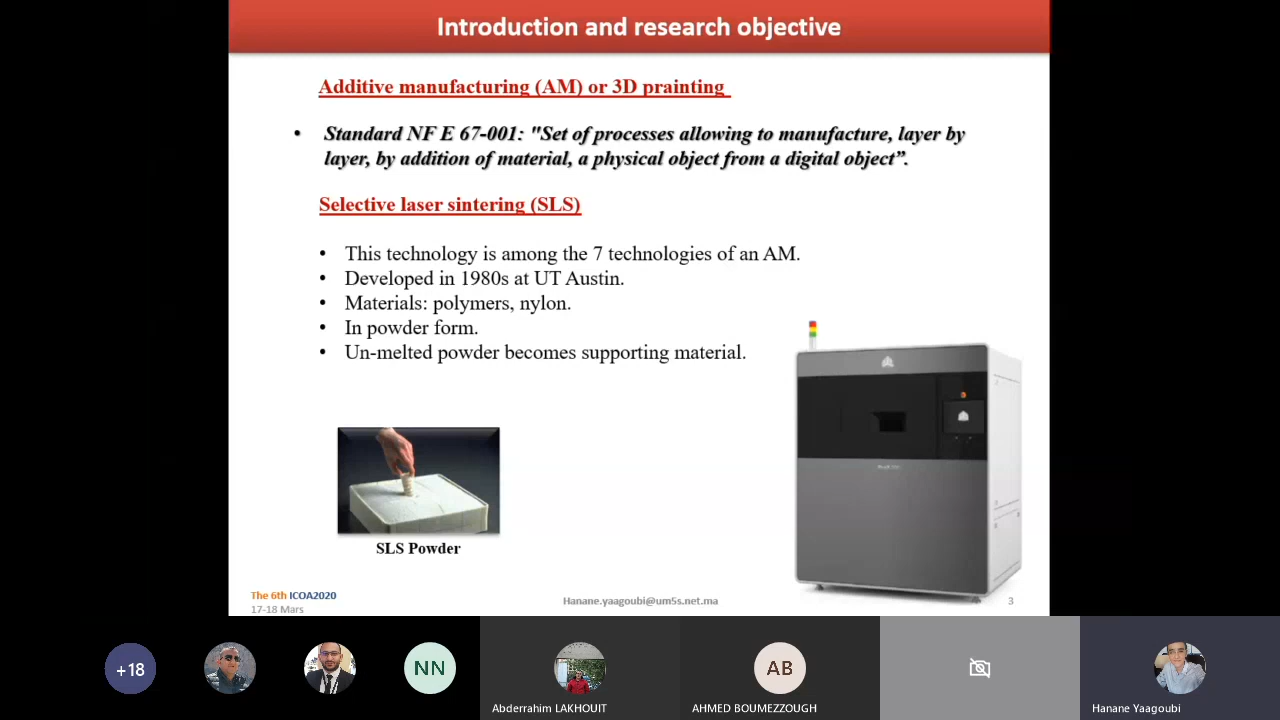 Introduction and research objective
Additive manufacturing (AM) or 3D prainting
• Standard NF E 67-001: "Set of processes allowing to manufacture, layer by
layer, by addition of material, a physical object from a digital object”.
Selective laser sintering (SLS)
• This technology is among the 7 technologies of an AM.
• Developed in 1980s at UT Austin.
• Materials: polymers, nylon.
• In powder form.
• Un-melted powder becomes supporting material.
SLS Powder
The 6th ICOA2020
17-18 Mars
Hanane.yaagoubi@um5s.net.ma
3
+18
NN
AB
Abderrahim LAKHOUIT
AHMED BOUMEZZOUGH
Hanane Yaagoubi